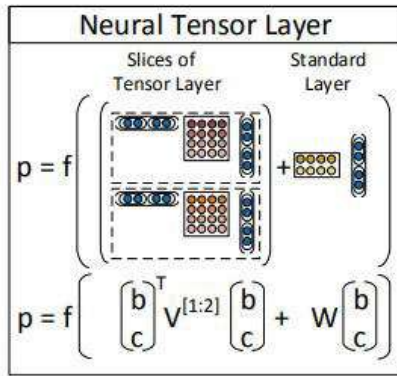 Neural Tensor Layer
Slices of Standard
Tensor Layer Layer
p = f +
p = f ( (b c)^T V^[1:2] (b c) + W (b c) )